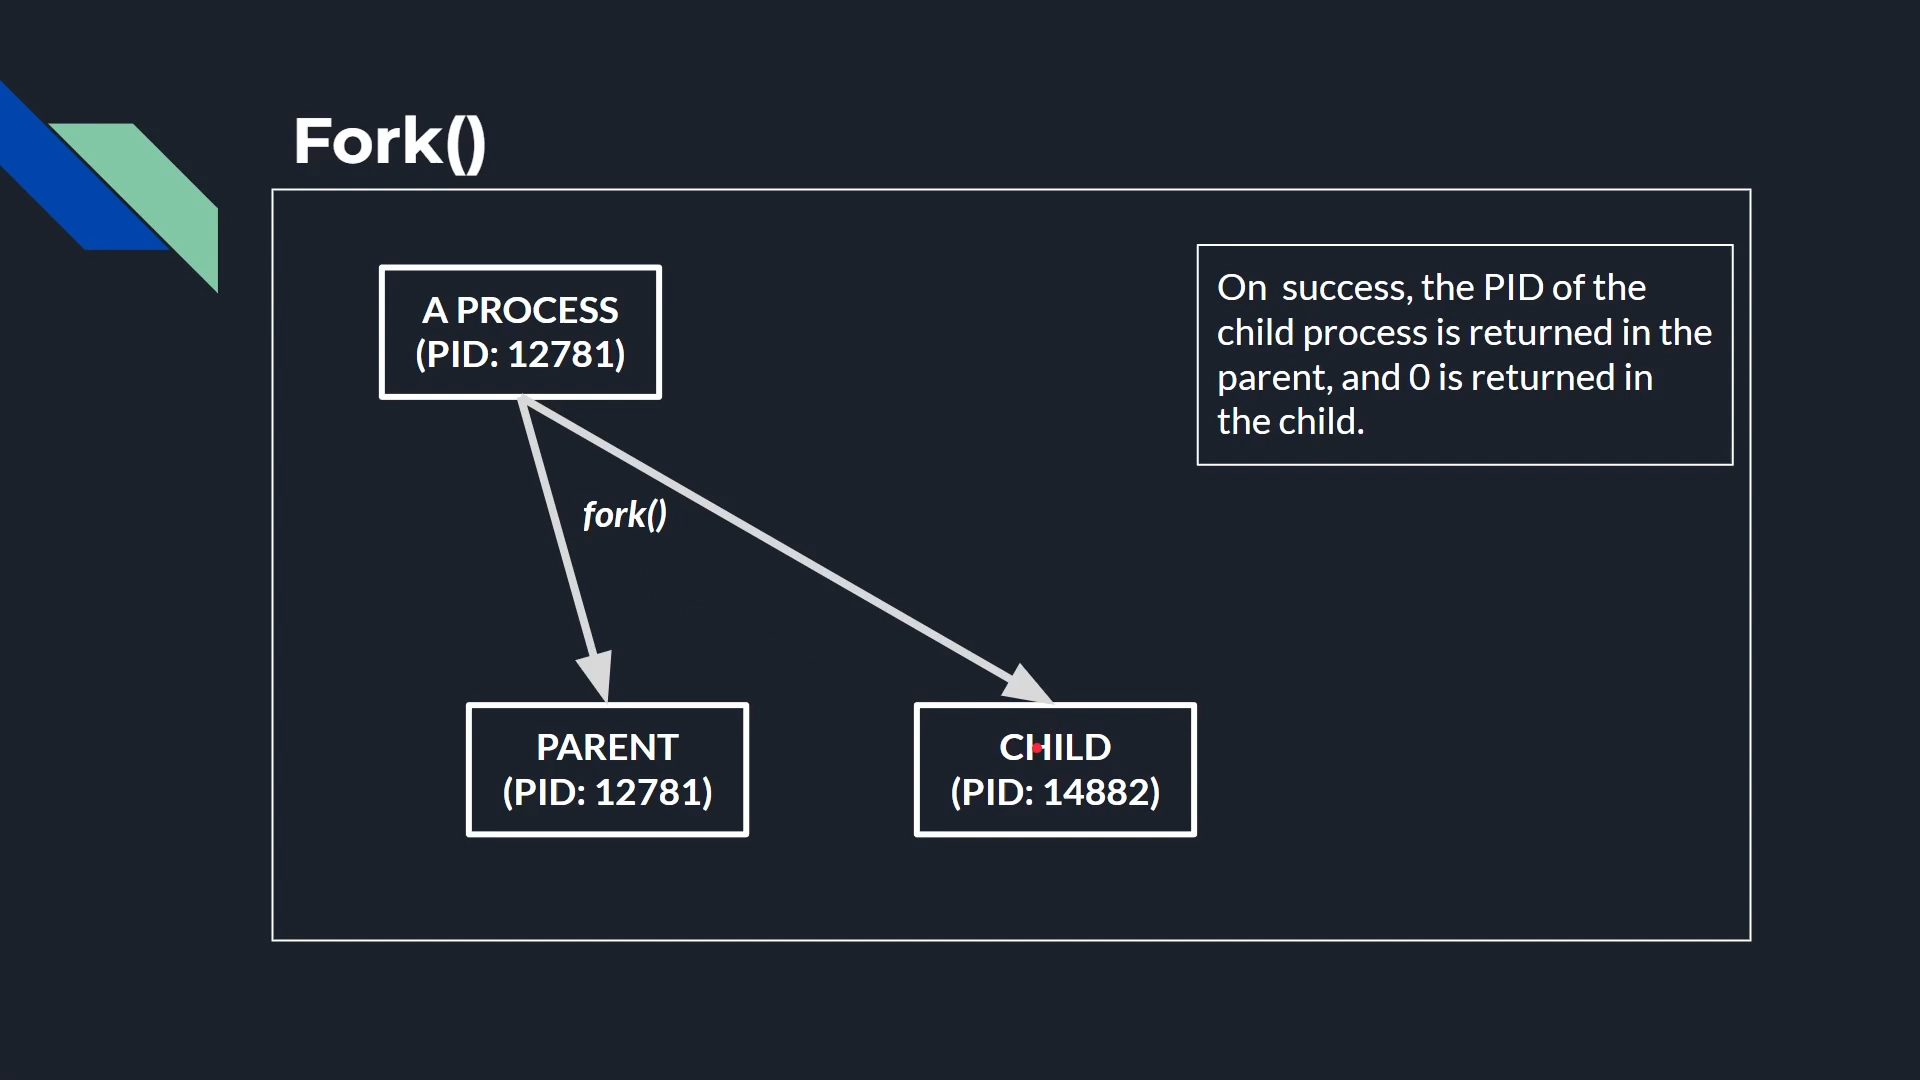 Fork()
A PROCESS
(PID: 12781)
On  success, the PID of the
child process is returned in the
parent, and 0 is returned in
the child.
fork()
PARENT
(PID: 12781)
CHILD
(PID: 14882)